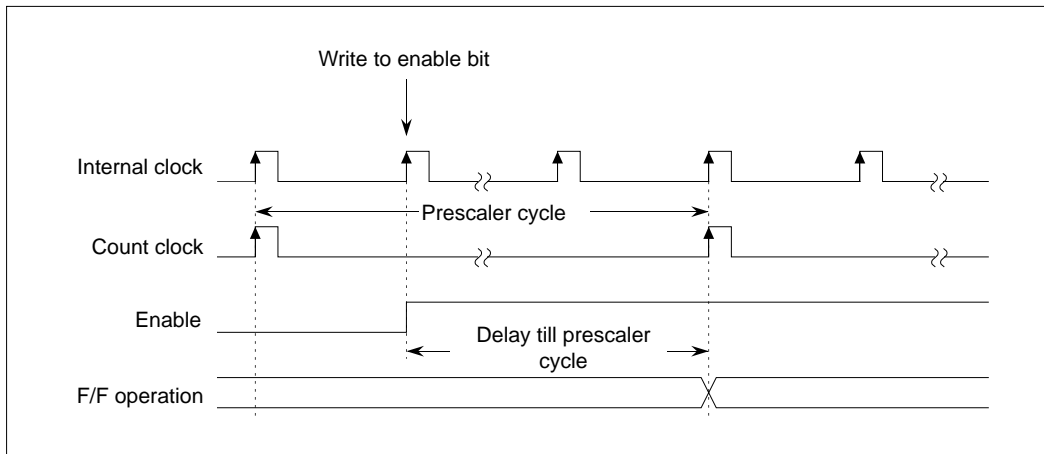 Write to enable bit
Internal clock
Prescaler cycle
Count clock
Enable
Delay till prescaler
cycle
F/F operation